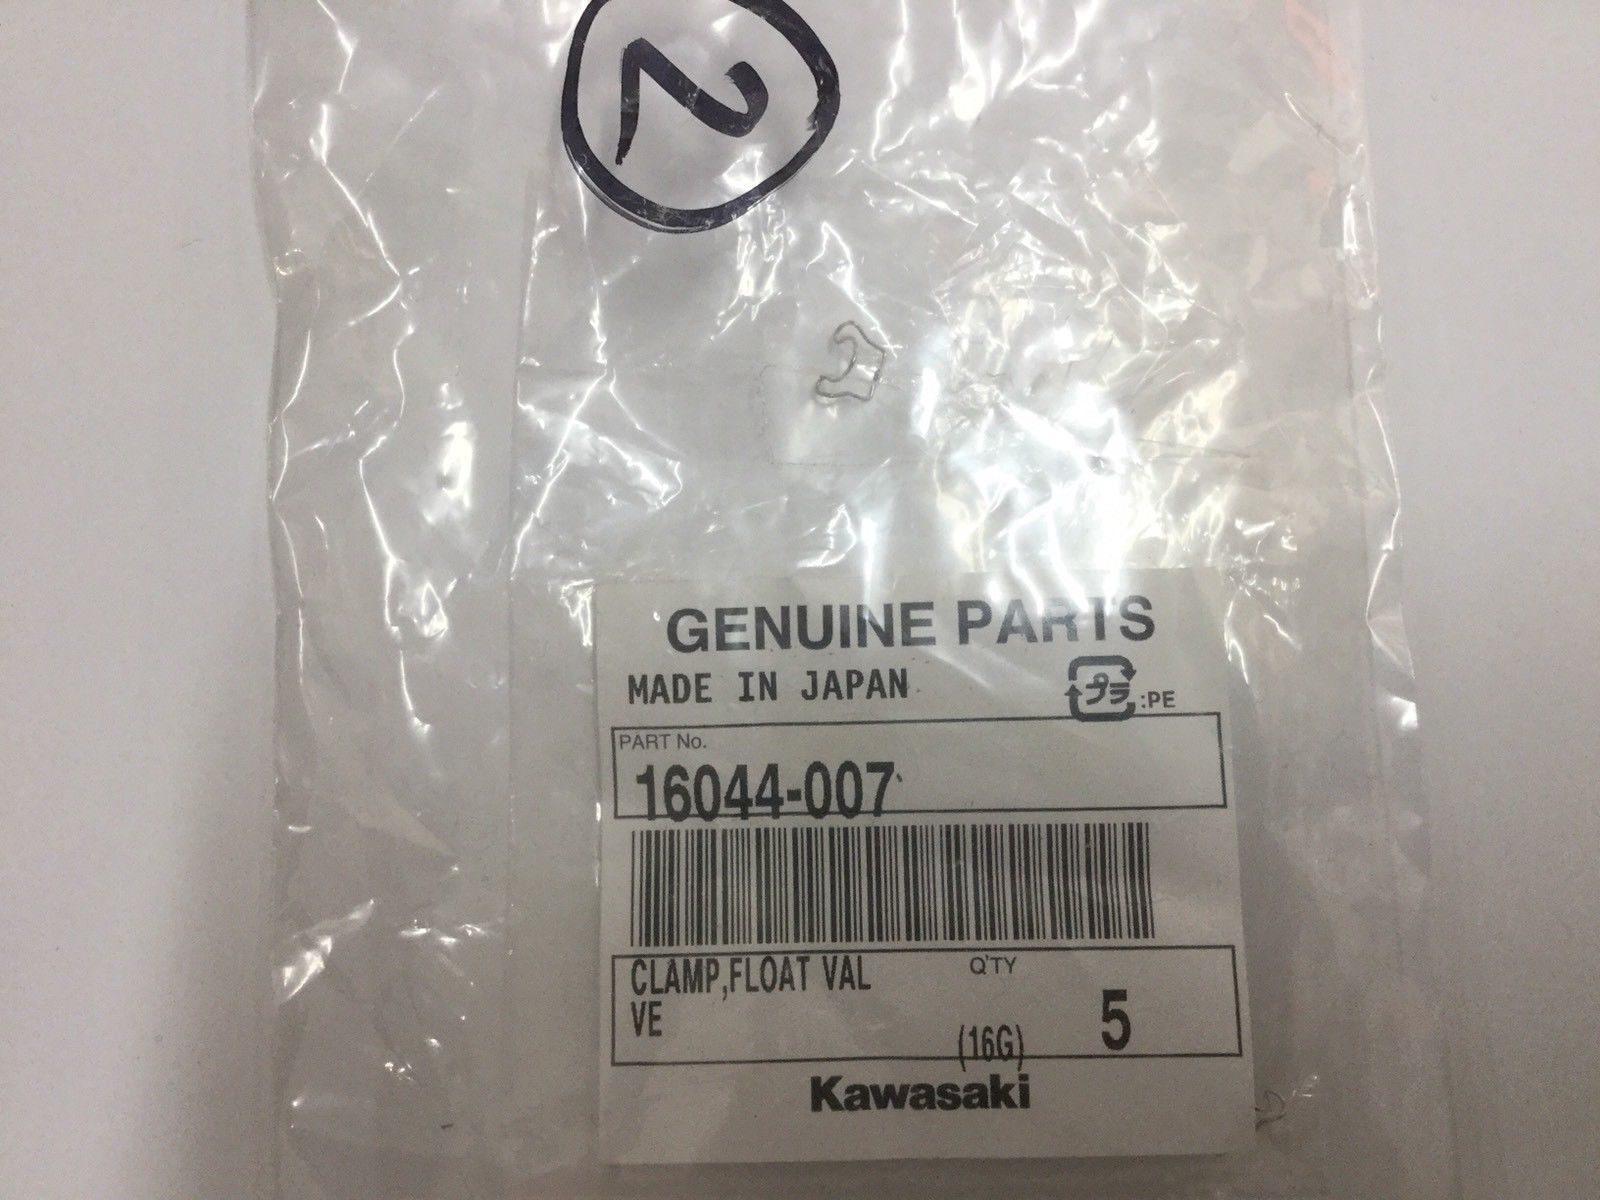 2
GENUINE PARTS
MADE IN JAPAN
プラ :PE
PART No.
16044-007
CLAMP,FLOAT VAL
VE
Q'TY
(16G)
5
Kawasaki